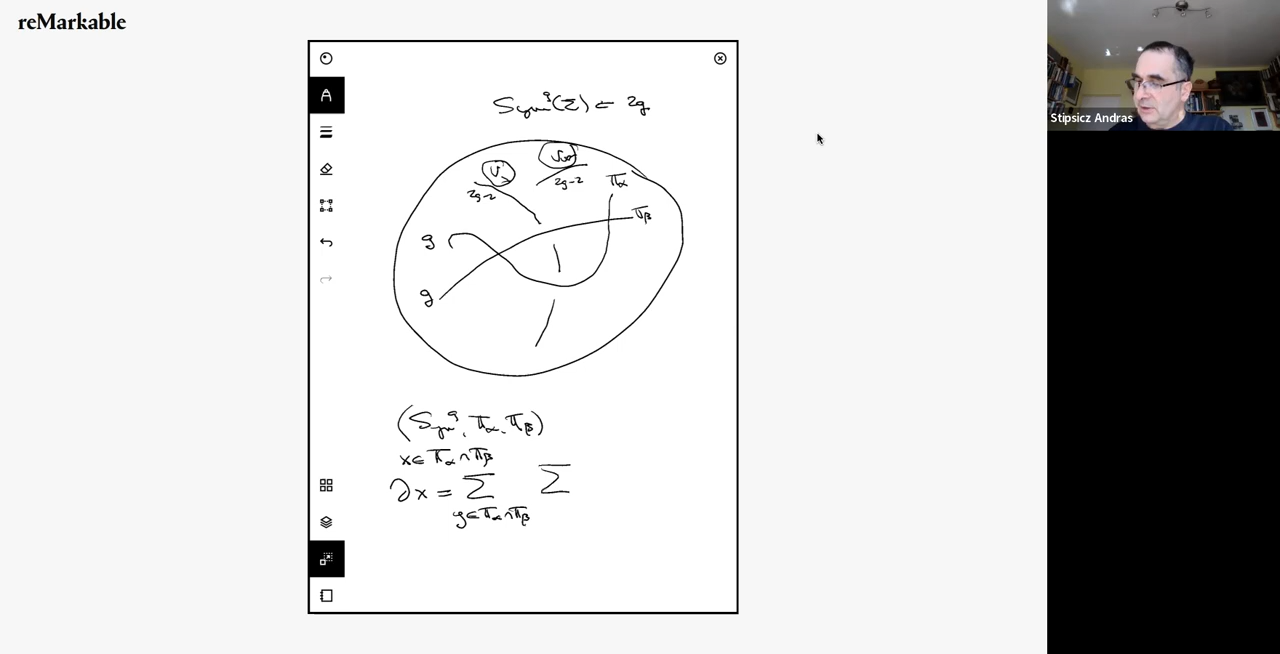 reMarkable
Stipsicz Andras
Sym^g(Σ) ← 2g
V_w
2g-2
2g-2
𝕋_α
𝕋_β
g
g
(Sym^g, 𝕋_α, 𝕋_β)
x ∈ 𝕋_α ∩ 𝕋_β
∂x = Σ Σ
y ∈ 𝕋_α ∩ 𝕋_β